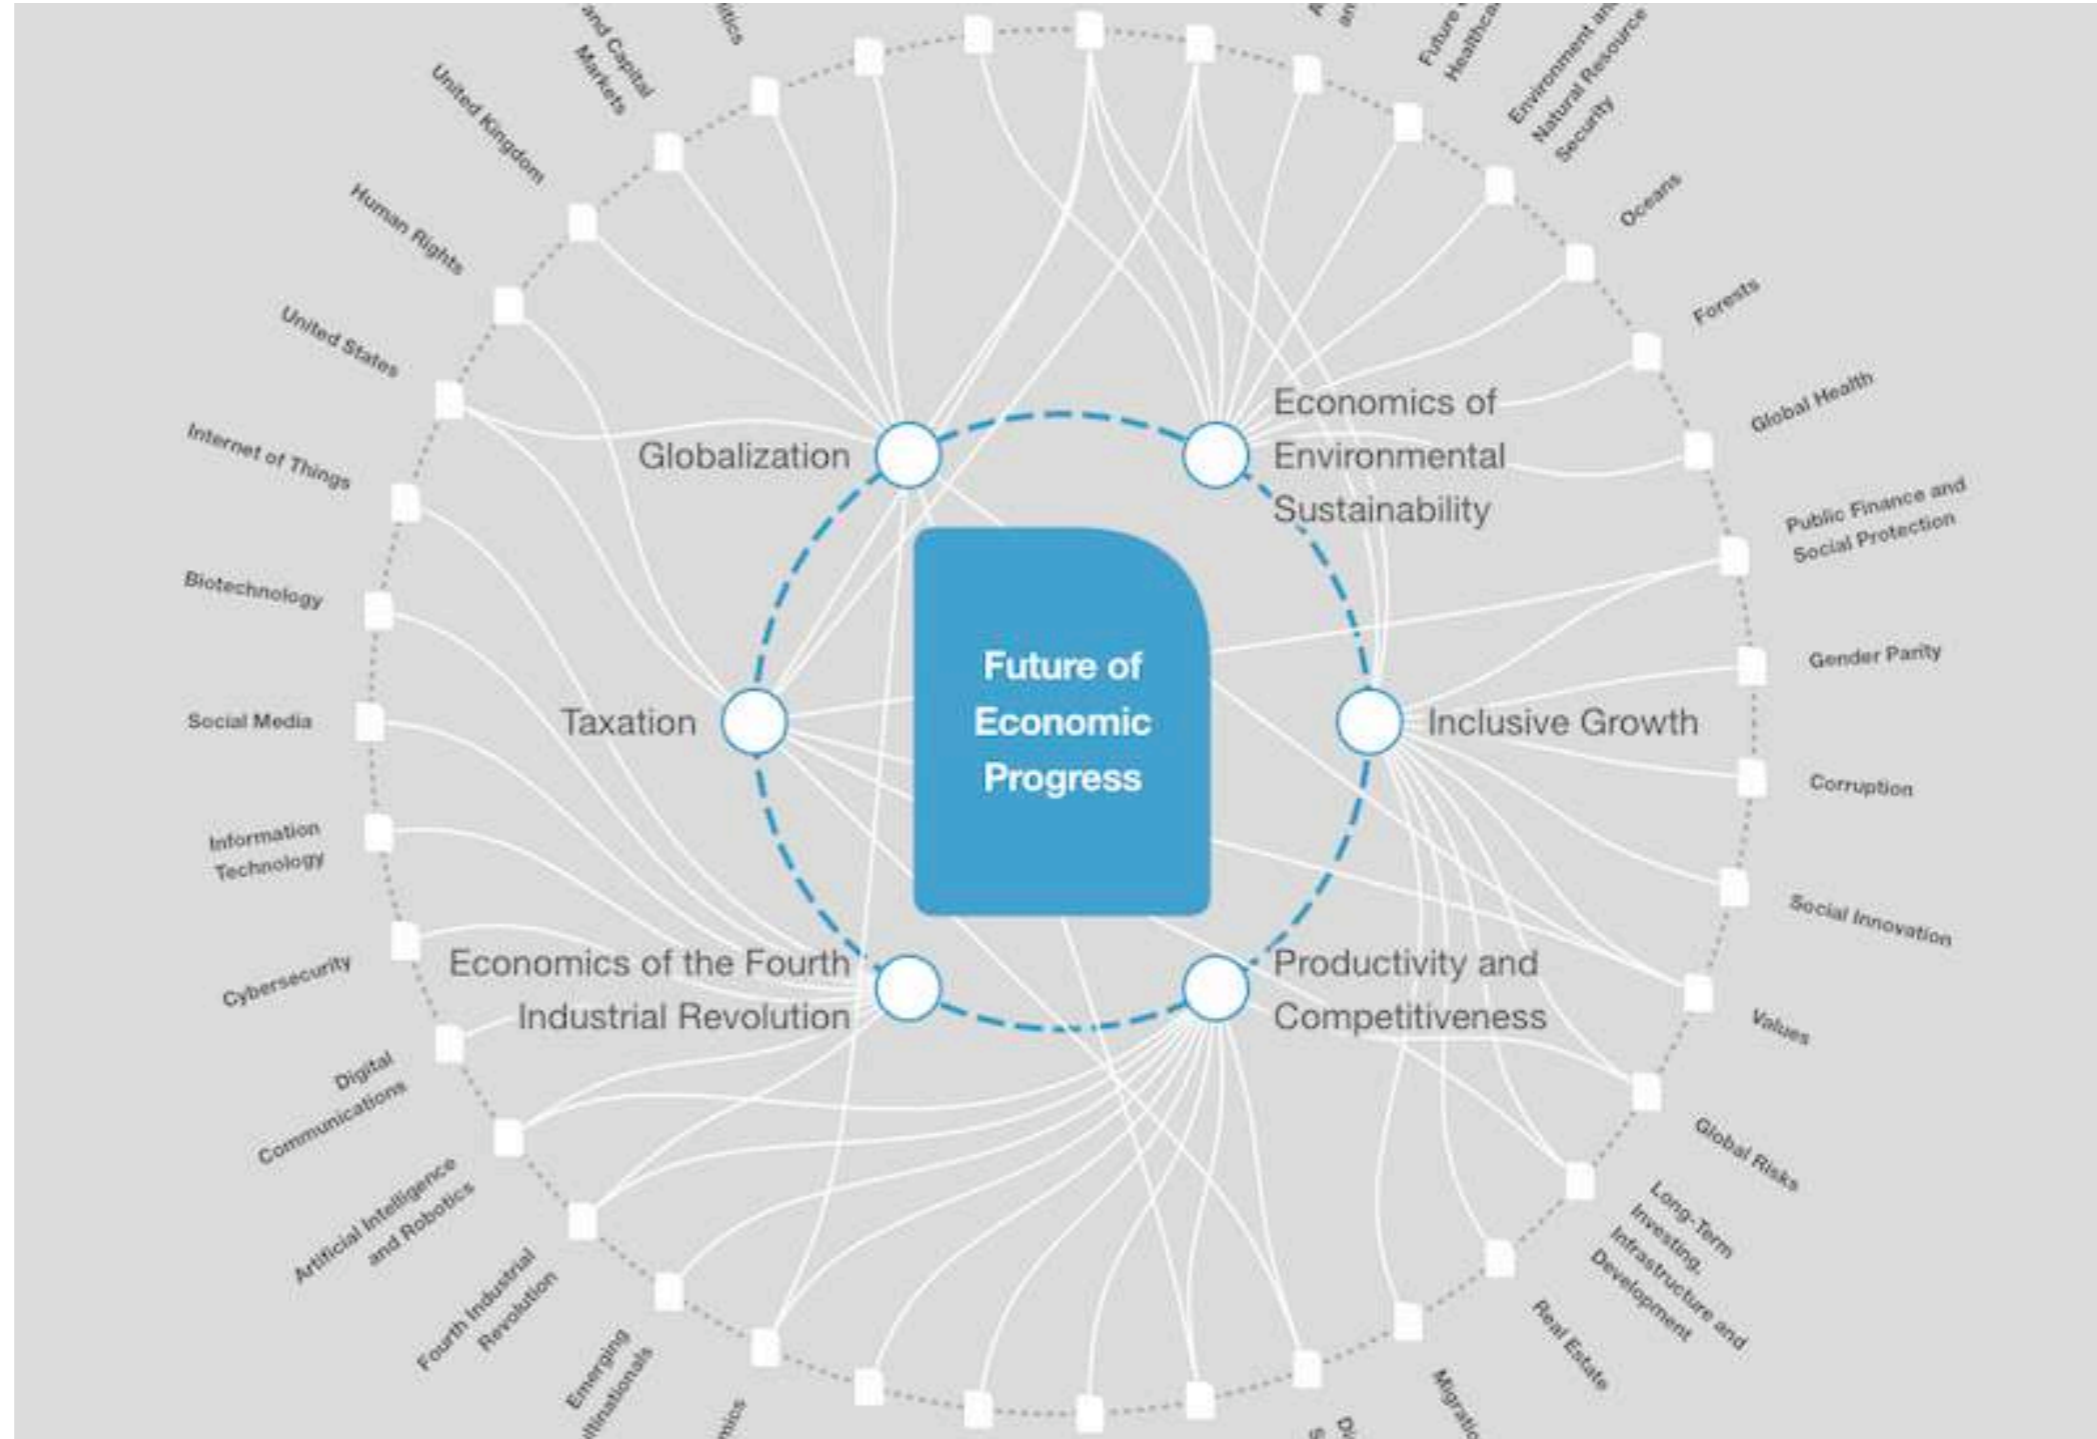 and Capital
Markets
United Kingdom
Human Rights
United States
Internet of Things
Biotechnology
Social Media
Information
Technology
Cybersecurity
Digital
Communications
Artificial Intelligence
and Robotics
Fourth Industrial
Revolution
Emerging
Future
Environment
Natural Resource
Security
Oceans
Forests
Global Health
Public Finance and
Social Protection
Gender Parity
Corruption
Social Innovation
Values
Global Risks
Long-Term
Investing,
Infrastructure and
Development
Real Estate
Globalization
Economics of
Environmental
Sustainability
Taxation
Future of
Economic
Progress
Inclusive Growth
Economics of the Fourth
Industrial Revolution
Productivity and
Competitiveness